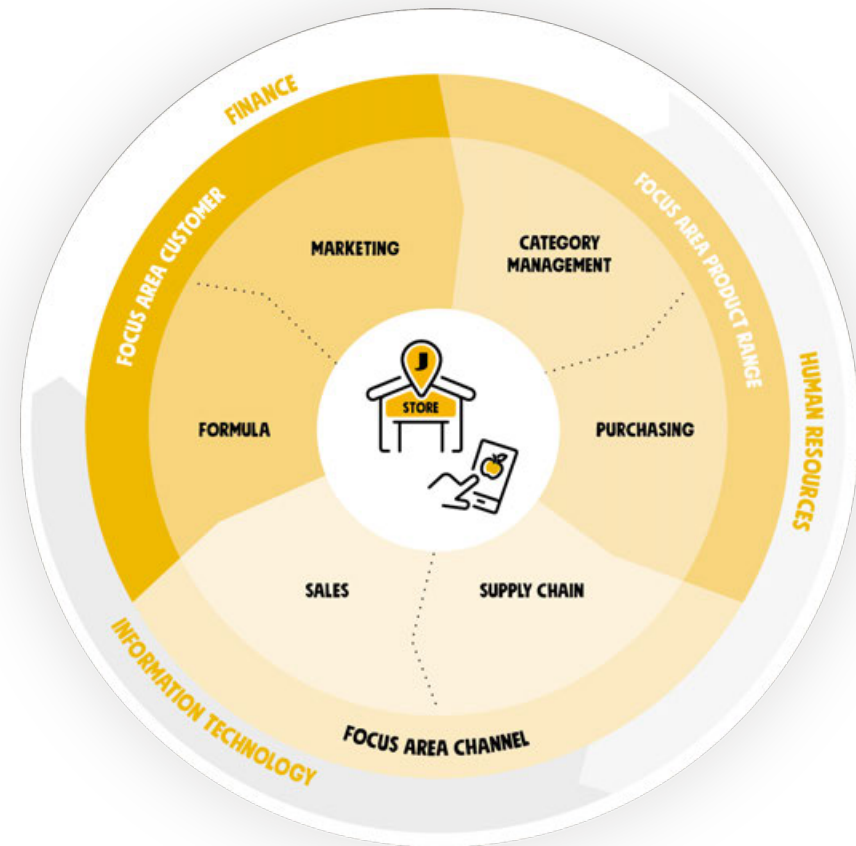 FINANCE
FOCUS AREA CUSTOMER
FOCUS AREA PRODUCT RANGE
MARKETING
CATEGORY
MANAGEMENT
HUMAN RESOURCES
J
STORE
FORMULA
PURCHASING
SALES
SUPPLY CHAIN
INFORMATION TECHNOLOGY
FOCUS AREA CHANNEL